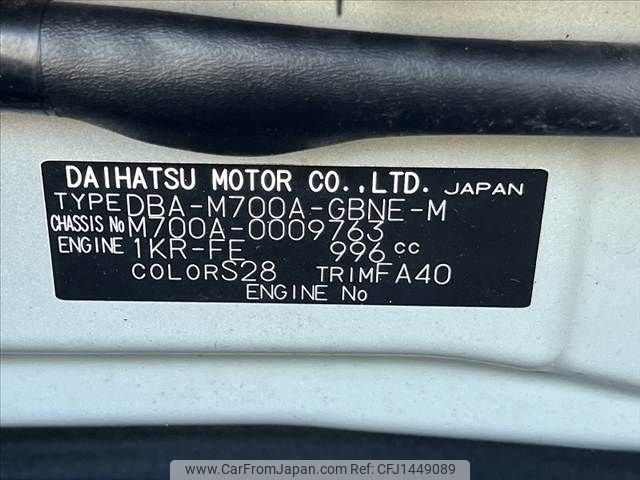 DAIHATSU MOTOR CO.,LTD. JAPAN
TYPE DBA-M700A-GBNE-M
CHASSIS No M700A-0009763
ENGINE 1KR-FE 996 cc
COLOR S28 TRIM FA40
ENGINE No
www.CarFromJapan.com - Ref No. CFJ1449089